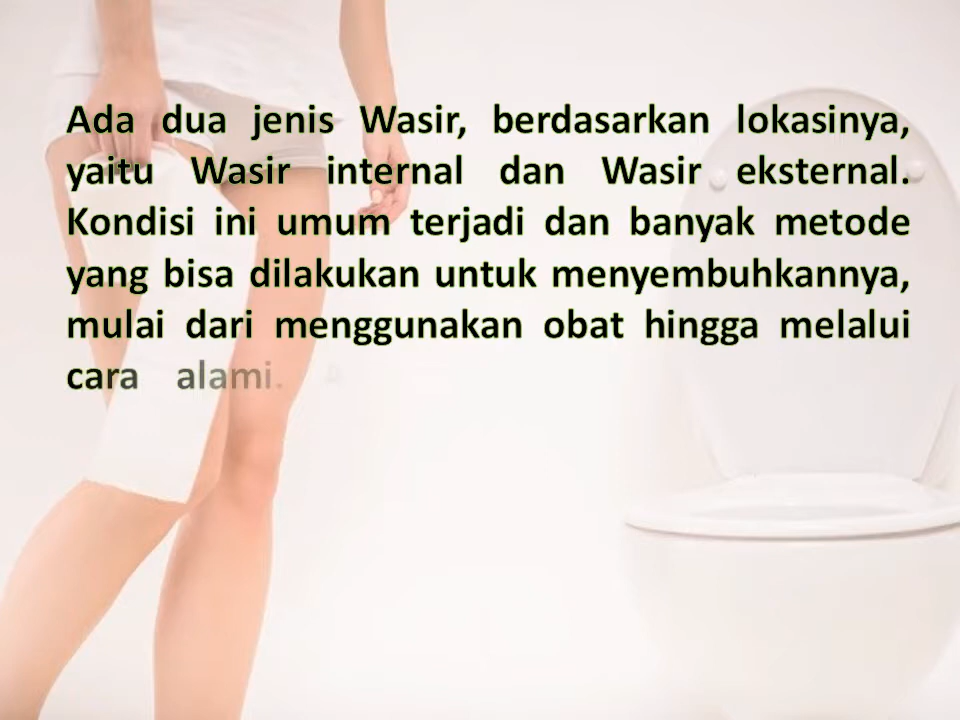 Ada dua jenis Wasir, berdasarkan lokasinya,
yaitu Wasir internal dan Wasir eksternal.
Kondisi ini umum terjadi dan banyak metode
yang bisa dilakukan untuk menyembuhkannya,
mulai dari menggunakan obat hingga melalui
cara alami.